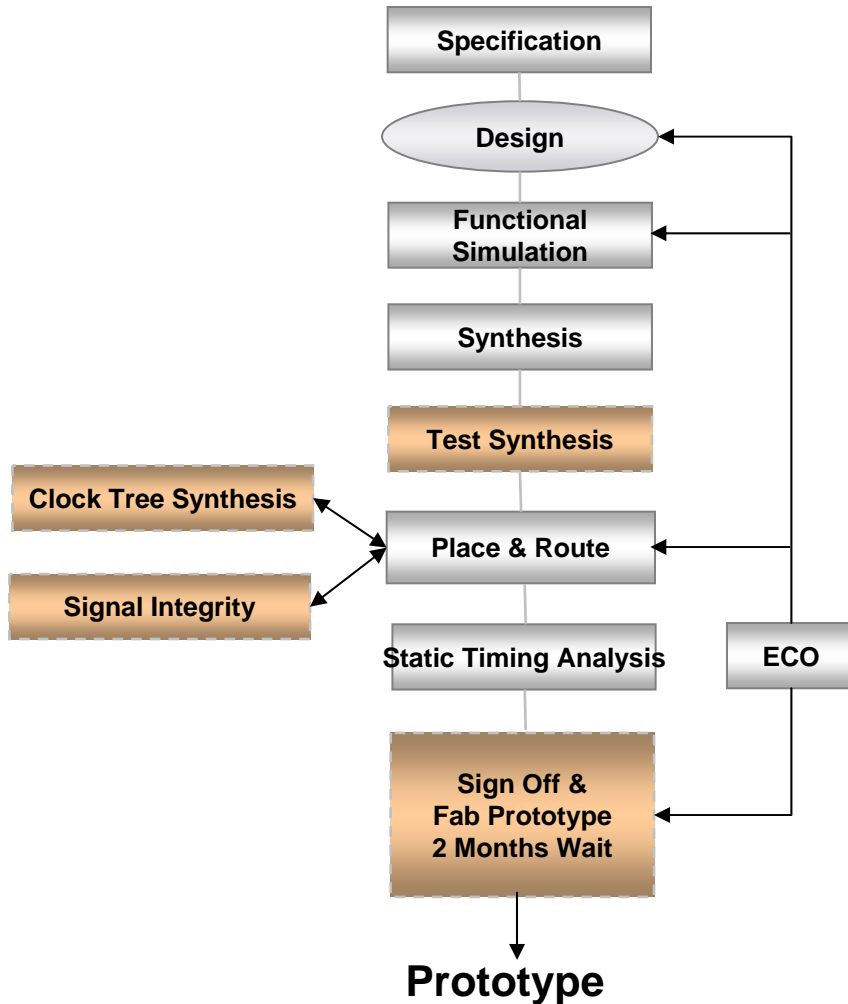 Specification
Design
Functional
Simulation
Synthesis
Test Synthesis
Clock Tree Synthesis
Place & Route
Signal Integrity
Static Timing Analysis
ECO
Sign Off &
Fab Prototype
2 Months Wait
Prototype